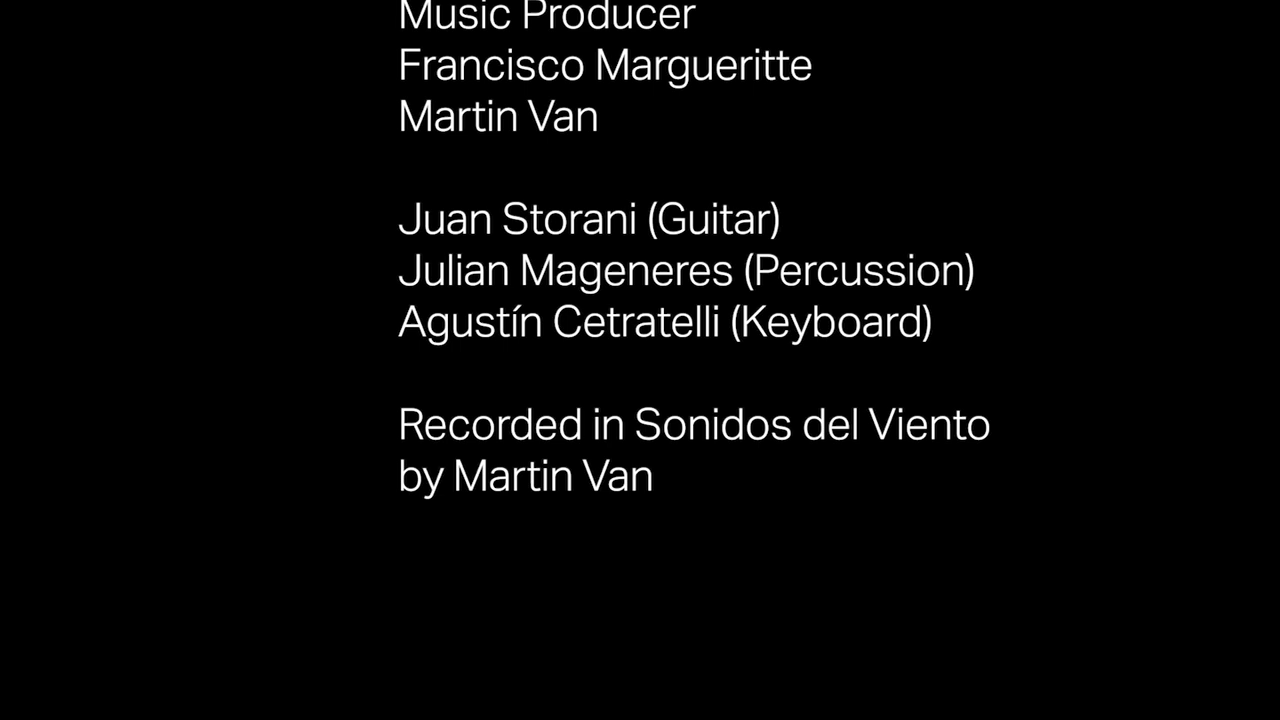 Music Producer
Francisco Margueritte
Martin Van
Juan Storani (Guitar)
Julian Mageneres (Percussion)
Agustín Cetratelli (Keyboard)
Recorded in Sonidos del Viento
by Martin Van